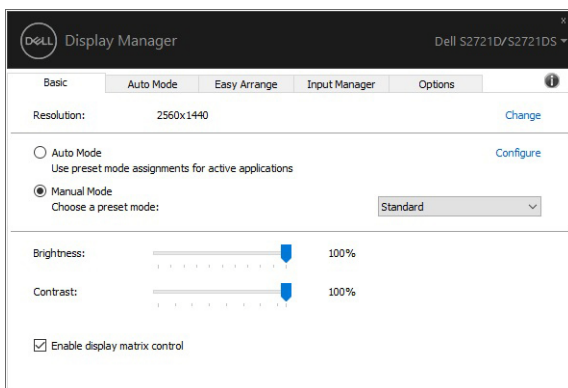 DELL Display Manager
x
Dell S2721D/S2721DS
Basic Auto Mode Easy Arrange Input Manager Options
Resolution: 2560x1440 Change
Auto Mode Configure
Use preset mode assignments for active applications
Manual Mode
Choose a preset mode: Standard
Brightness: 100%
Contrast: 100%
Enable display matrix control